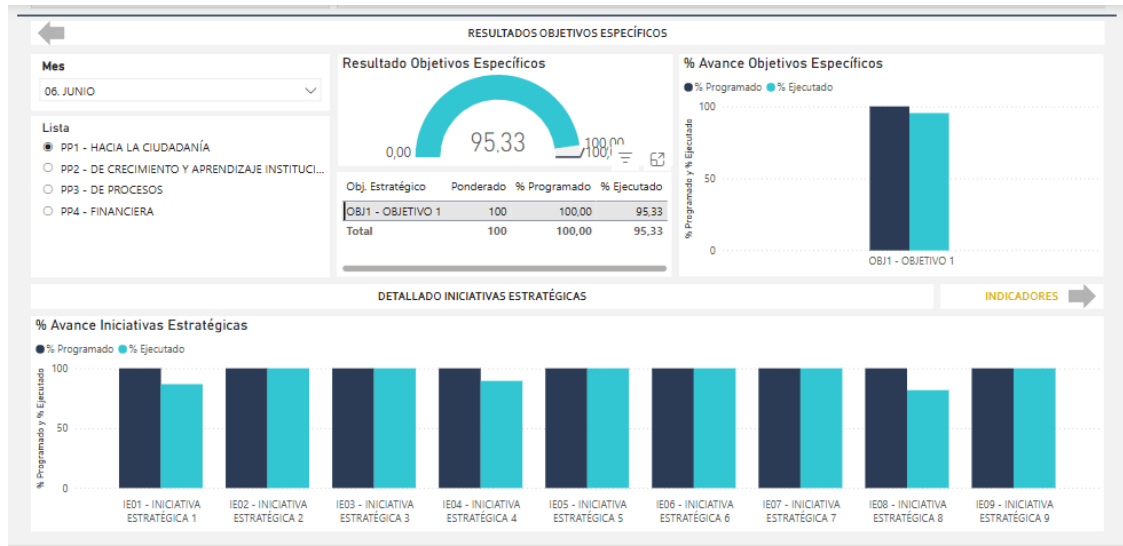 RESULTADOS OBJETIVOS ESPECÍFICOS
Mes
06. JUNIO
Lista
PP1 - HACIA LA CIUDADANÍA
PP2 - DE CRECIMIENTO Y APRENDIZAJE INSTITUCI...
PP3 - DE PROCESOS
PP4 - FINANCIERA
Resultado Objetivos Específicos
95,33
0,00
100,00
100,
Obj. Estratégico Ponderado % Programado % Ejecutado
OBJ1 - OBJETIVO 1 100 100,00 95,33
Total 100 100,00 95,33
% Avance Objetivos Específicos
% Programado % Ejecutado
% Programado y % Ejecutado
100
50
0
OBJ1 - OBJETIVO 1
DETALLADO INICIATIVAS ESTRATÉGICAS
INDICADORES
% Avance Iniciativas Estratégicas
% Programado % Ejecutado
% Programado y % Ejecutado
100
50
0
IE01 - INICIATIVA
ESTRATÉGICA 1
IE02 - INICIATIVA
ESTRATÉGICA 2
IE03 - INICIATIVA
ESTRATÉGICA 3
IE04 - INICIATIVA
ESTRATÉGICA 4
IE05 - INICIATIVA
ESTRATÉGICA 5
IE06 - INICIATIVA
ESTRATÉGICA 6
IE07 - INICIATIVA
ESTRATÉGICA 7
IE08 - INICIATIVA
ESTRATÉGICA 8
IE09 - INICIATIVA
ESTRATÉGICA 9